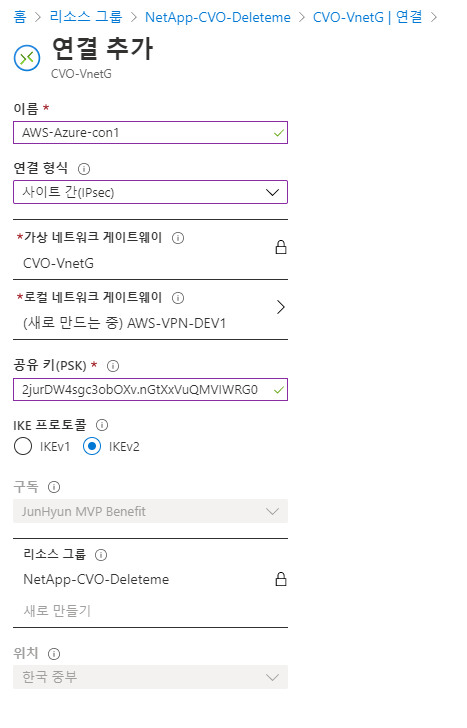 홈 > 리소스 그룹 > NetApp-CVO-Deleteme > CVO-VnetG | 연결 >
연결 추가
CVO-VnetG
이름 *
AWS-Azure-con1
연결 형식
사이트 간(IPsec)
*가상 네트워크 게이트웨이
CVO-VnetG
*로컬 네트워크 게이트웨이
(새로 만드는 중) AWS-VPN-DEV1
공유 키(PSK) *
2jurDW4sgc3obOXv.nGtXxVuQMVIWRG0
IKE 프로토콜
IKEv1 IKEv2
구독
JunHyun MVP Benefit
리소스 그룹
NetApp-CVO-Deleteme
새로 만들기
위치
한국 중부